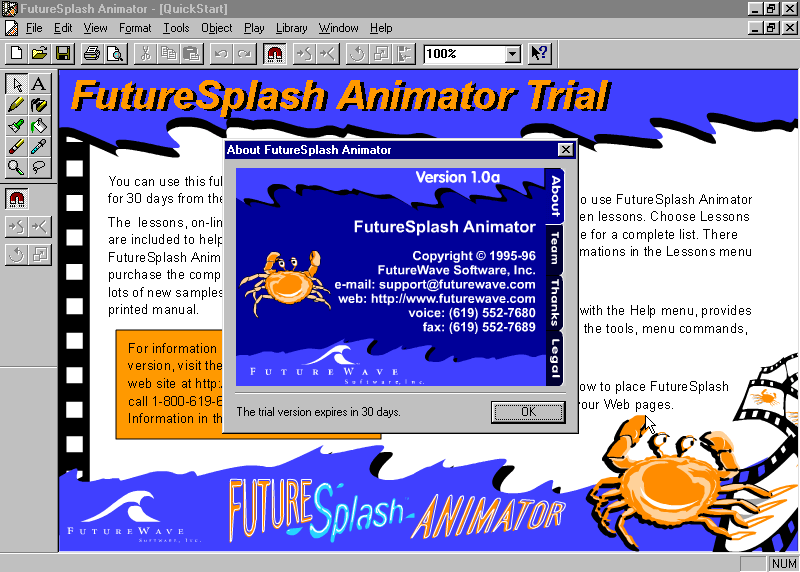 FutureSplash Animator - [QuickStart]
File Edit View Format Tools Object Play Library Window Help
100%
FutureSplash Animator Trial
You can use this ful
for 30 days from the
The lessons, on-lin
are included to help
FutureSplash Anim
purchase the comp
lots of new samples
printed manual.
For information
version, visit the
web site at http:
call 1-800-619-
Information in th
to use FutureSplash Animator
en lessons. Choose Lessons
e for a complete list. There
mations in the Lessons menu
with the Help menu, provides
the tools, menu commands,
ow to place FutureSplash
your Web pages.
About FutureSplash Animator
Version 1.0a
FutureSplash Animator
Copyright © 1995-96
FutureWave Software, Inc.
e-mail: support@futurewave.com
web: http://www.futurewave.com
voice: (619) 552-7680
fax: (619) 552-7689
About
Team
Thanks
Legal
FUTUREWAVE
Software, Inc.
The trial version expires in 30 days.
OK
FUTUREWAVE
SOFTWARE, INC.
FUTURESplash ANIMATOR
NUM